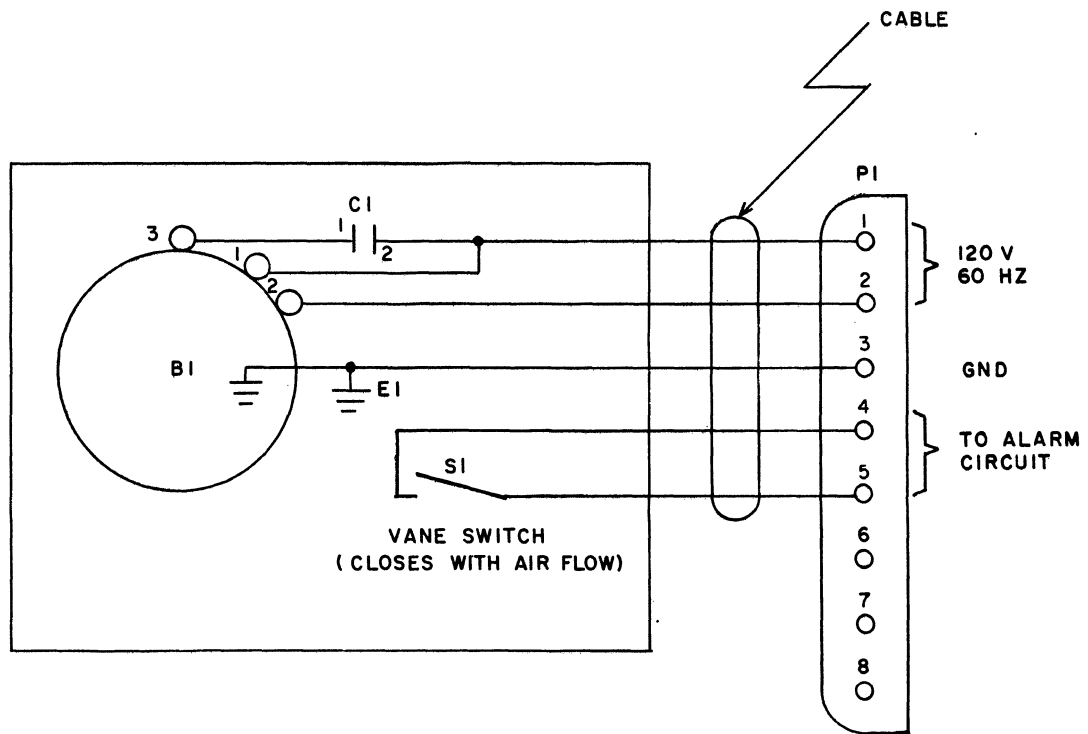 CABLE
P1
C1
1
2
3
1
2
B1
E1
S1
VANE SWITCH
(CLOSES WITH AIR FLOW)
1
2
3
4
5
6
7
8
120 V
60 HZ
GND
TO ALARM
CIRCUIT